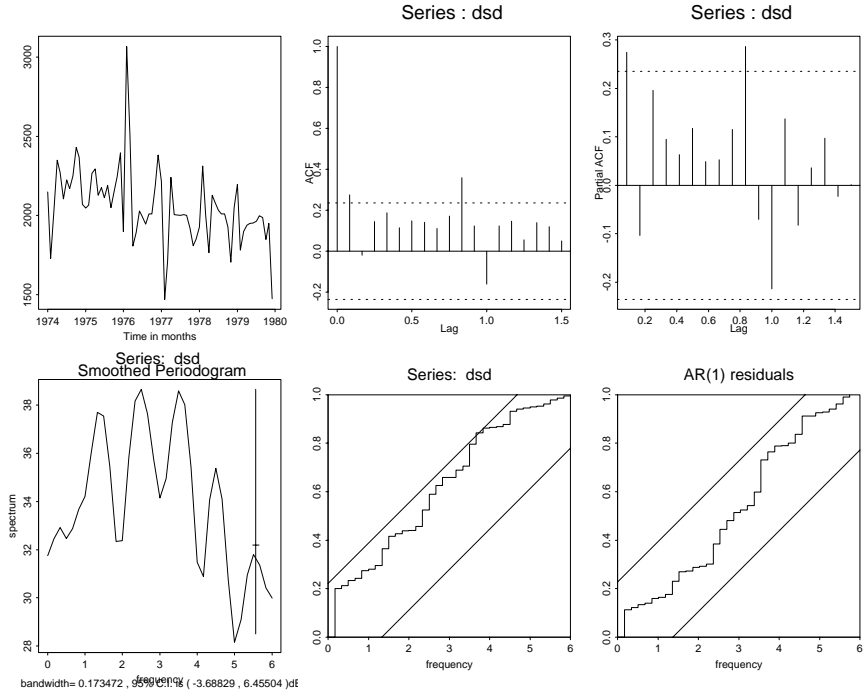 Series : dsd
Series : dsd
3000
2500
2000
1500
1974 1975 1976 1977 1978 1979 1980
Time in months
ACF
1.0
0.8
0.6
0.4
0.2
0.0
-0.2
0.0 0.5 1.0 1.5
Lag
Partial ACF
0.3
0.2
0.1
0.0
-0.1
-0.2
0.2 0.4 0.6 0.8 1.0 1.2 1.4
Lag
Series: dsd
Smoothed Periodogram
spectrum
38
36
34
32
30
28
0 1 2 3 4 5 6
frequency
bandwidth= 0.173472 , 95% C.I. is ( -3.68829 , 6.45504 )dB
Series: dsd
1.0
0.8
0.6
0.4
0.2
0.0
0 1 2 3 4 5 6
frequency
AR(1) residuals
1.0
0.8
0.6
0.4
0.2
0.0
0 1 2 3 4 5 6
frequency